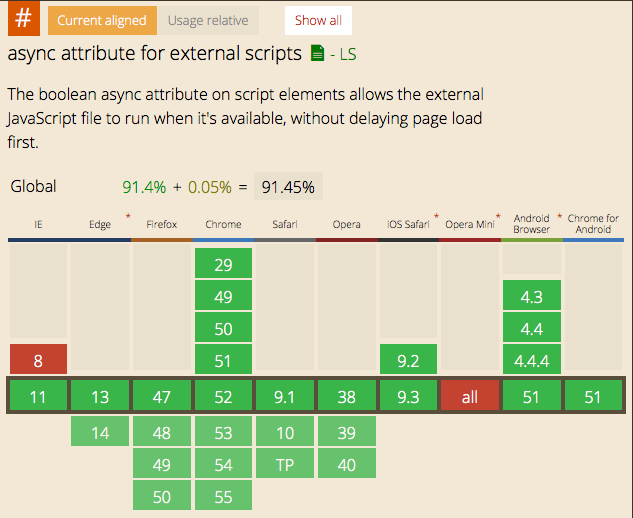 # Current aligned Usage relative Show all
async attribute for external scripts - LS
The boolean async attribute on script elements allows the external
JavaScript file to run when it's available, without delaying page load
first.
Global 91.4% + 0.05% = 91.45%
IE Edge * Firefox Chrome Safari Opera iOS Safari * Opera Mini * Android Browser * Chrome for Android
29
49 4.3
50 4.4
8 51 9.2 4.4.4
11 13 47 52 9.1 38 9.3 all 51 51
14 48 53 10 39
49 54 TP 40
50 55